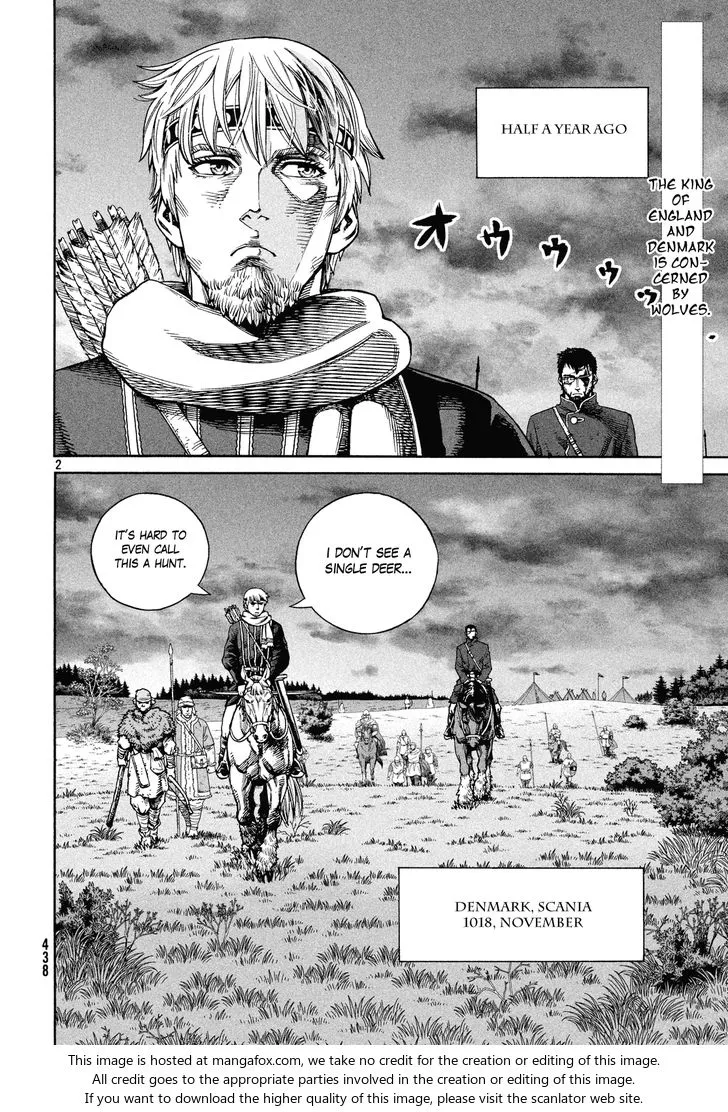 HALF A YEAR AGO
THE KING
OF
ENGLAND
AND
DENMARK
IS CON-
CERNED
BY
WOLVES.
オゥゥゥゥ
2
IT'S HARD TO
EVEN CALL
THIS A HUNT.
I DON'T SEE A
SINGLE DEER...
DENMARK, SCANIA
1018, NOVEMBER
438
This image is hosted at mangafox.com, we take no credit for the creation or editing of this image.
All credit goes to the appropriate parties involved in the creation or editing of this image.
If you want to download the higher quality of this image, please visit the scanlator web site.